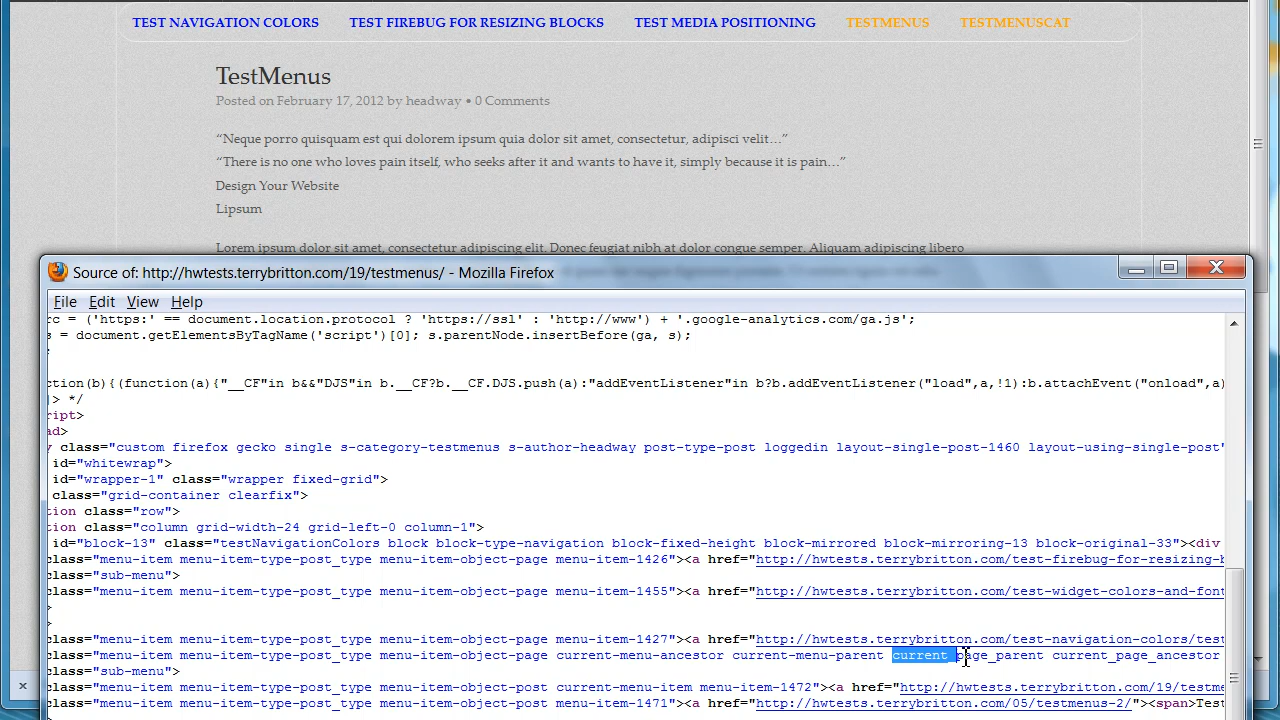 TEST NAVIGATION COLORS TEST FIREBUG FOR RESIZING BLOCKS TEST MEDIA POSITIONING TESTMENUS TESTMENUSCAT
TestMenus
Posted on February 17, 2012 by headway • 0 Comments
“Neque porro quisquam est qui dolorem ipsum quia dolor sit amet, consectetur, adipisci velit…”
“There is no one who loves pain itself, who seeks after it and wants to have it, simply because it is pain…”
Design Your Website
Lipsum
Lorem ipsum dolor sit amet, consectetur adipiscing elit. Donec feugiat nibh at dolor congue semper. Aliquam adipiscing libero
Source of: http://hwtests.terrybritton.com/19/testmenus/ - Mozilla Firefox
File Edit View Help
rc = ('https:' == document.location.protocol ? 'https://ssl' : 'http://www') + '.google-analytics.com/ga.js';
s = document.getElementsByTagName('script')[0]; s.parentNode.insertBefore(ga, s);
ction(b){(function(a){"__CF"in b&&"DJS"in b.__CF?b.__CF.DJS.push(a):"addEventListener"in b?b.addEventListener("load",a,!1):b.attachEvent("onload",a)
]> */
ript>
ad>
y class="custom firefox gecko single s-category-testmenus s-author-headway post-type-post loggedin layout-single-post-1460 layout-using-single-post"
id="whitewrap">
id="wrapper-1" class="wrapper fixed-grid">
class="grid-container clearfix">
tion class="row">
tion class="column grid-width-24 grid-left-0 column-1">
id="block-13" class="testNavigationColors block block-type-navigation block-fixed-height block-mirrored block-mirroring-13 block-original-33"><div
class="menu-item menu-item-type-post_type menu-item-object-page menu-item-1426"><a href="http://hwtests.terrybritton.com/test-firebug-for-resizing-b
class="sub-menu">
class="menu-item menu-item-type-post_type menu-item-object-page menu-item-1455"><a href="http://hwtests.terrybritton.com/test-widget-colors-and-font
>
>
class="menu-item menu-item-type-post_type menu-item-object-page menu-item-1427"><a href="http://hwtests.terrybritton.com/test-navigation-colors/test
class="menu-item menu-item-type-post_type menu-item-object-page current-menu-ancestor current-menu-parent current_page_parent current_page_ancestor
class="sub-menu">
class="menu-item menu-item-type-post_type menu-item-object-post current-menu-item menu-item-1472"><a href="http://hwtests.terrybritton.com/19/testme
class="menu-item menu-item-type-post_type menu-item-object-post menu-item-1471"><a href="http://hwtests.terrybritton.com/05/testmenus-2/"><span>Test